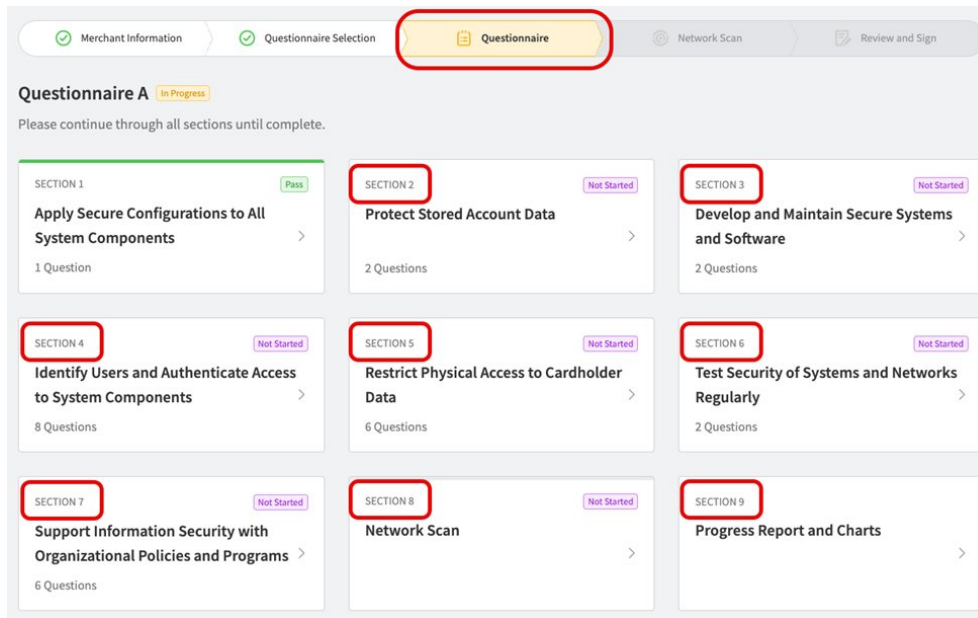 Merchant Information
Questionnaire Selection
Questionnaire
Network Scan
Review and Sign
Questionnaire A In Progress
Please continue through all sections until complete.
SECTION 1 Pass
Apply Secure Configurations to All
System Components
1 Question
SECTION 2 Not Started
Protect Stored Account Data
2 Questions
SECTION 3 Not Started
Develop and Maintain Secure Systems
and Software
2 Questions
SECTION 4 Not Started
Identify Users and Authenticate Access
to System Components
8 Questions
SECTION 5 Not Started
Restrict Physical Access to Cardholder
Data
6 Questions
SECTION 6 Not Started
Test Security of Systems and Networks
Regularly
2 Questions
SECTION 7 Not Started
Support Information Security with
Organizational Policies and Programs
6 Questions
SECTION 8 Not Started
Network Scan
SECTION 9
Progress Report and Charts